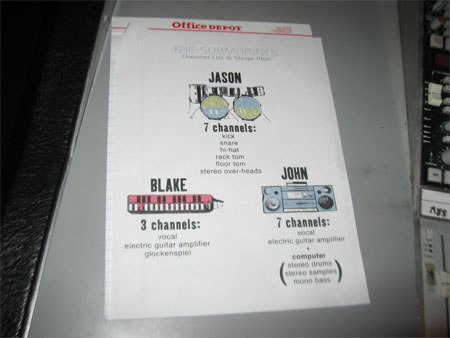 Office DEPOT
THE SUBMARINES
Channel List & Stage Plot
JASON
7 channels:
kick
snare
hi-hat
rack tom
floor tom
stereo over-heads
BLAKE
3 channels:
vocal
electric guitar amplifier
glockenspiel
JOHN
7 channels:
vocal
electric guitar amplifier
+
computer
(stereo drums
stereo samples
mono bass)